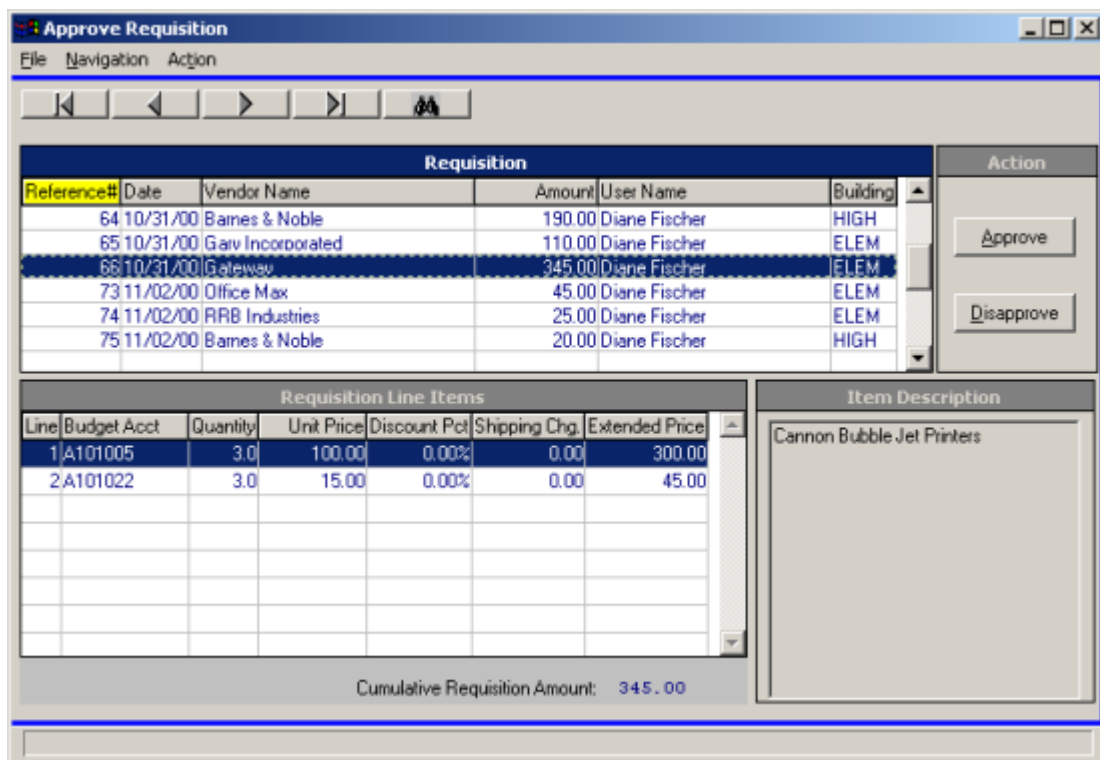 Approve Requisition
File Navigation Action
Requisition
Action
Reference# Date Vendor Name Amount User Name Building
64 10/31/00 Barnes & Noble 190.00 Diane Fischer HIGH
65 10/31/00 Gary Incorporated 110.00 Diane Fischer ELEM
Approve
66 10/31/00 Gateway 345.00 Diane Fischer ELEM
73 11/02/00 Office Max 45.00 Diane Fischer ELEM
74 11/02/00 RRB Industries 25.00 Diane Fischer ELEM
Disapprove
75 11/02/00 Barnes & Noble 20.00 Diane Fischer HIGH
Requisition Line Items
Item Description
Line Budget Acct Quantity Unit Price Discount Pct Shipping Chg. Extended Price
Cannon Bubble Jet Printers
1 A101005 3.0 100.00 0.00% 0.00 300.00
2 A101022 3.0 15.00 0.00% 0.00 45.00
Cumulative Requisition Amount: 345.00